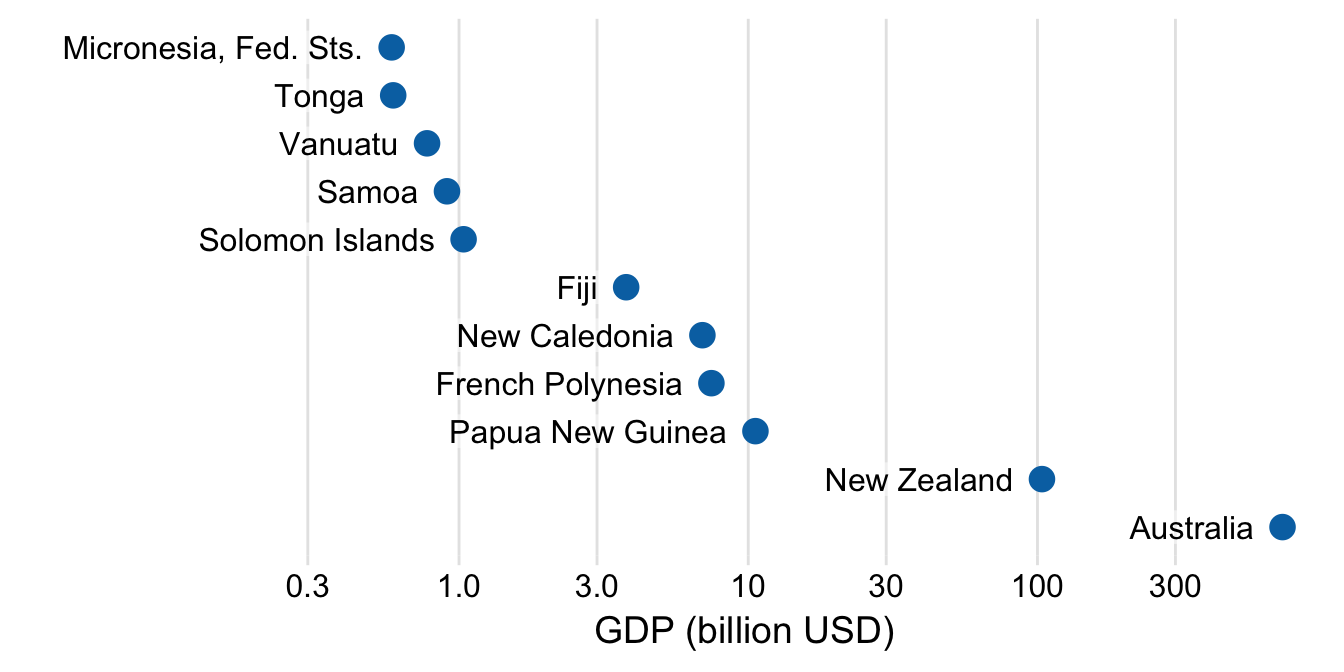 Micronesia, Fed. Sts.
Tonga
Vanuatu
Samoa
Solomon Islands
Fiji
New Caledonia
French Polynesia
Papua New Guinea
New Zealand
Australia
0.3 1.0 3.0 10 30 100 300
GDP (billion USD)